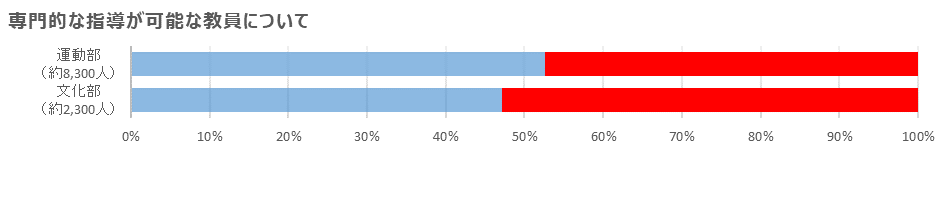 専門的な指導が可能な教員について
運動部
（約8,300人）
文化部
（約2,300人）
0% 10% 20% 30% 40% 50% 60% 70% 80% 90% 100%